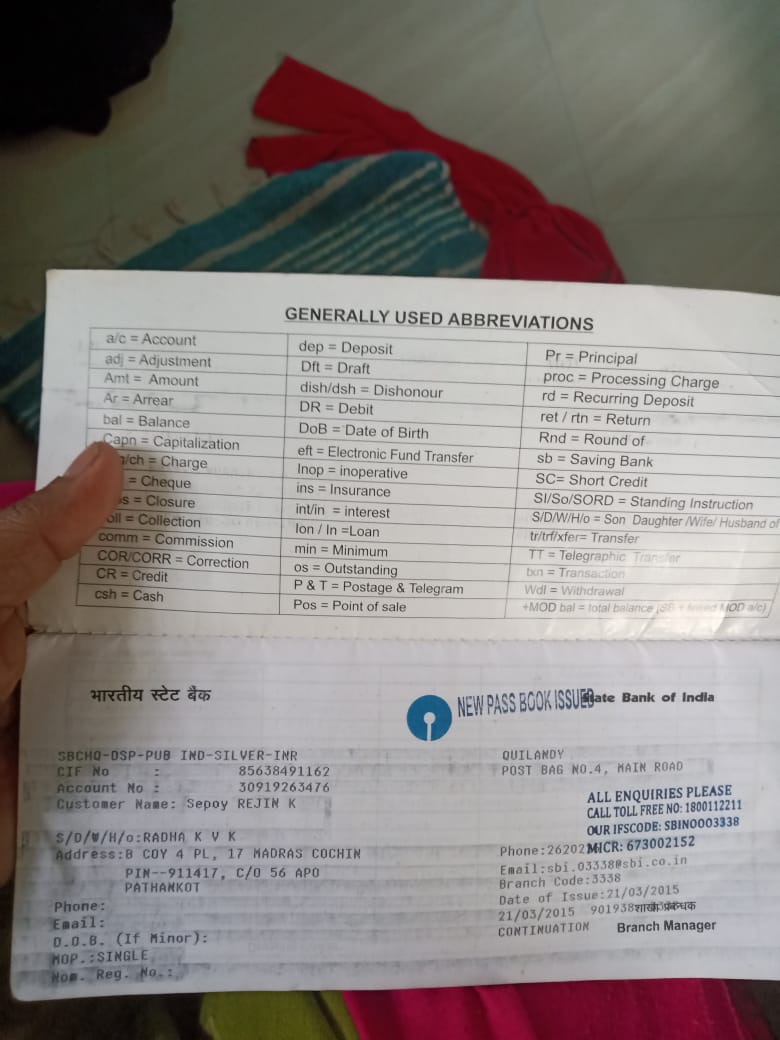 GENERALLY USED ABBREVIATIONS
a/c = Account
adj = Adjustment
Amt = Amount
Ar = Arrear
bal = Balance
Capn = Capitalization
/ch = Charge
= Cheque
= Closure
= Collection
comm = Commission
COR/CORR = Correction
CR = Credit
csh = Cash
dep = Deposit
Dft = Draft
dish/dsh = Dishonour
DR = Debit
DoB = Date of Birth
eft = Electronic Fund Transfer
Inop = inoperative
ins = Insurance
int/in = interest
Ion / In =Loan
min = Minimum
os = Outstanding
P & T = Postage & Telegram
Pos = Point of sale
Pr = Principal
proc = Processing Charge
rd = Recurring Deposit
ret / rtn = Return
Rnd = Round of
sb = Saving Bank
SC= Short Credit
SI/So/SORD = Standing Instruction
S/D/W/H/o = Son Daughter /Wife/ Husband of
tr/trf/xfer= Transfer
TT = Telegraphic Transfer
txn = Transaction
Wdl = Withdrawal
+MOD bal = total balance (SB + linked MOD a/c)
भारतीय स्टेट बैंक
NEW PASS BOOK ISSUED
State Bank of India
SBCHQ-DSP-PUB IND-SILVER-INR
CIF No : 85638491162
Account No : 30919263476
Customer Name: Sepoy REJIN K
S/D/W/H/o:RADHA K V K
Address:B COY 4 PL, 17 MADRAS COCHIN
PIN--911417, C/O 56 APO
PATHANKOT
Phone:
Email:
D.O.B. (If Minor):
MOP.:SINGLE
Nom. Reg. No.:
QUILANDY
POST BAG NO.4, MAIN ROAD
ALL ENQUIRIES PLEASE
CALL TOLL FREE NO: 1800112211
OUR IFSCODE: SBIN0003338
MICR: 673002152
Phone:26202
Email:sbi.03338@sbi.co.in
Branch Code:3338
Date of Issue:21/03/2015
21/03/2015 901938
शाखा प्रबन्धक
CONTINUATION
Branch Manager